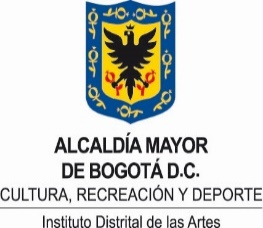 ALCALDÍA MAYOR
DE BOGOTÁ D.C.
CULTURA, RECREACIÓN Y DEPORTE
Instituto Distrital de las Artes